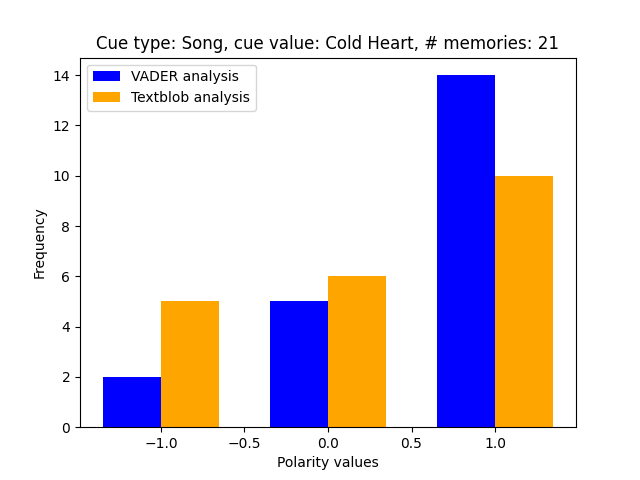 Cue type: Song, cue value: Cold Heart, # memories: 21
VADER analysis
Textblob analysis
Frequency
14
12
10
8
6
4
2
0
−1.0 −0.5 0.0 0.5 1.0
Polarity values